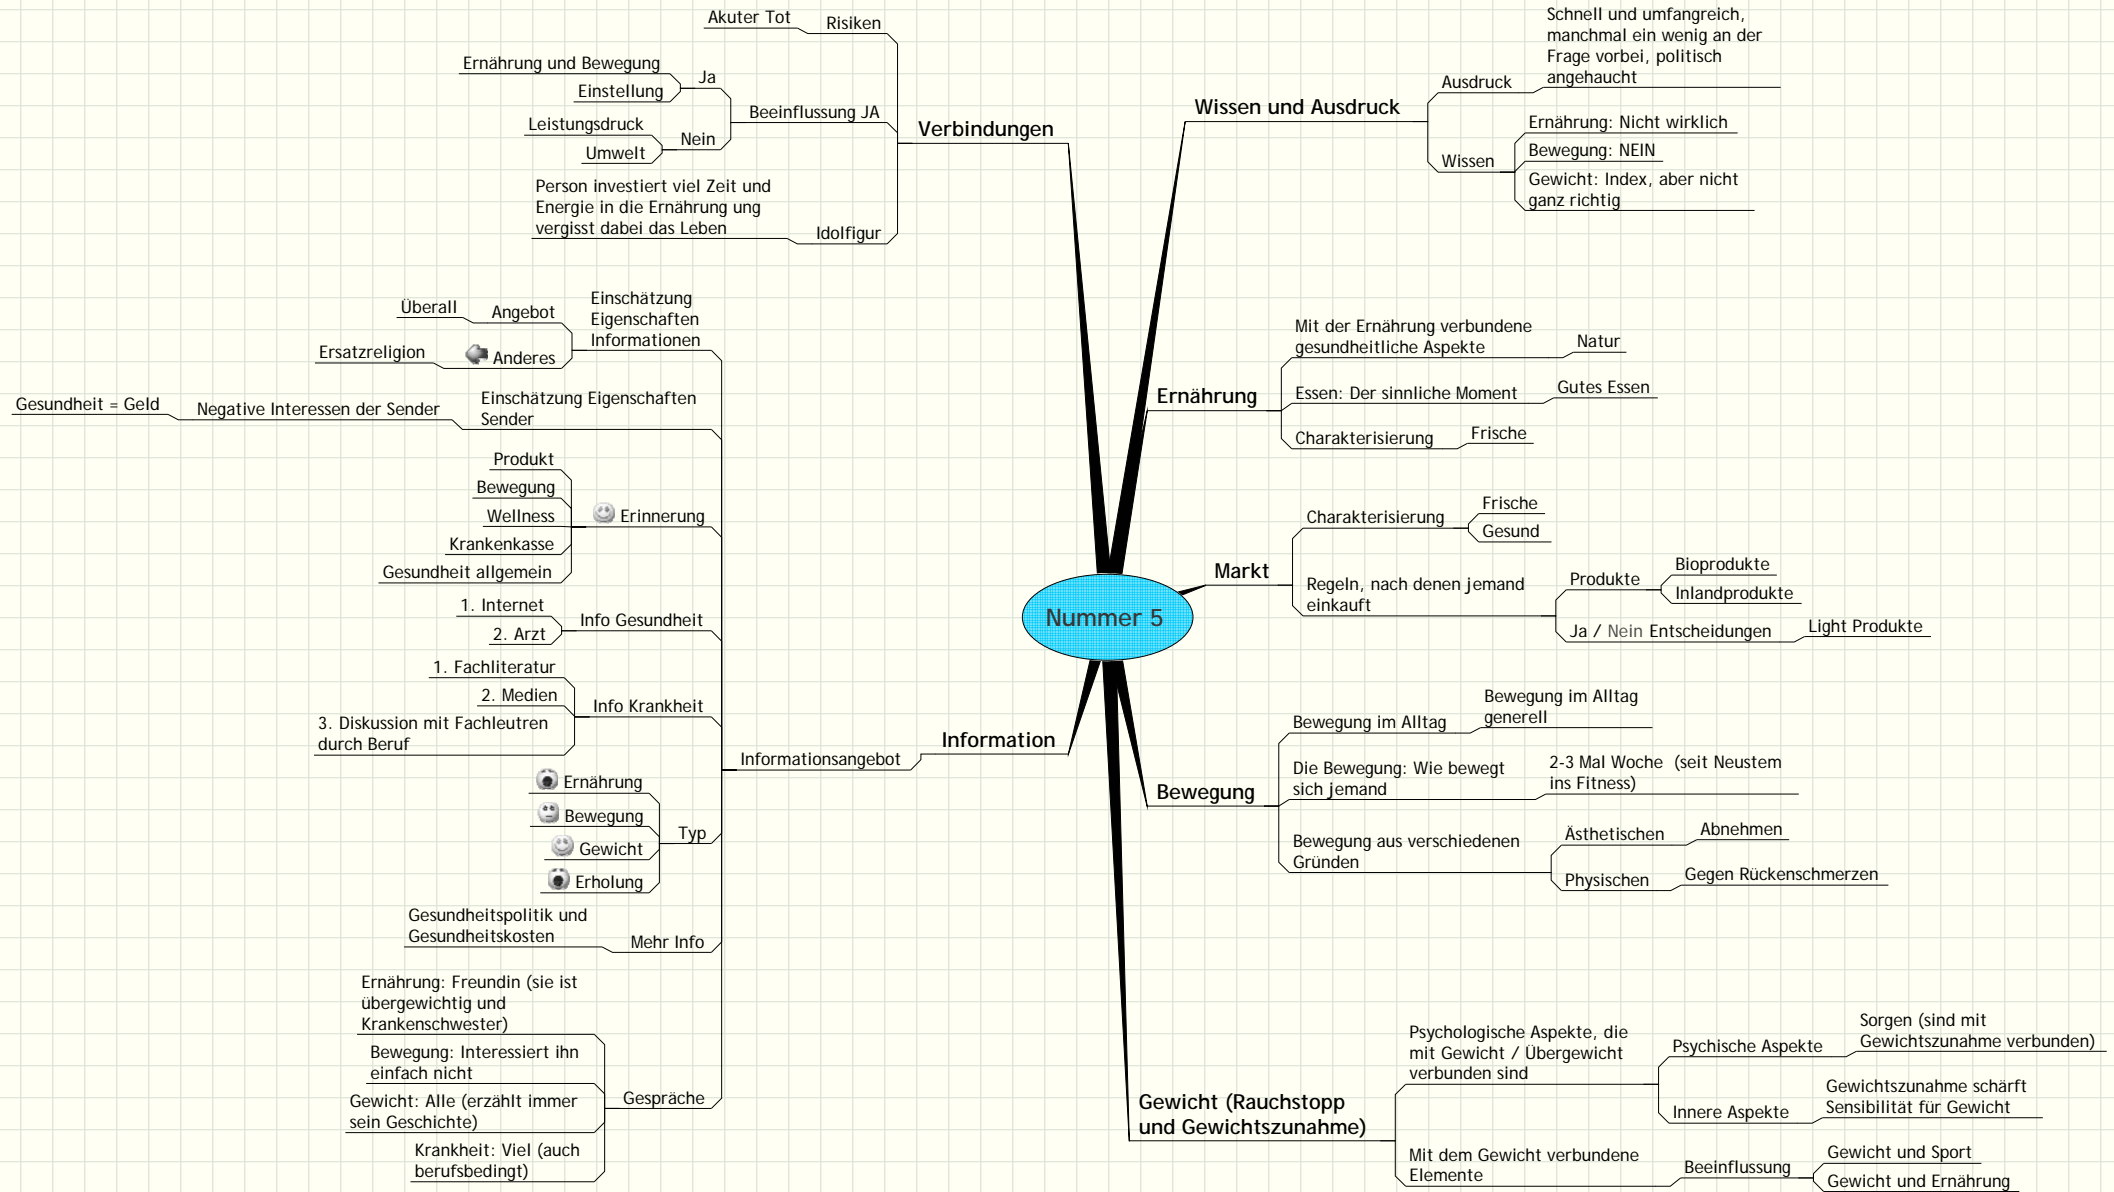 Nummer 5
Wissen und Ausdruck
Ausdruck
Schnell und umfangreich,
manchmal ein wenig an der
Frage vorbei, politisch
angehaucht
Wissen
Ernährung: Nicht wirklich
Bewegung: NEIN
Gewicht: Index, aber nicht
ganz richtig
Ernährung
Mit der Ernährung verbundene
gesundheitliche Aspekte
Natur
Essen: Der sinnliche Moment
Gutes Essen
Charakterisierung
Frische
Markt
Charakterisierung
Frische
Gesund
Regeln, nach denen jemand
einkauft
Produkte
Bioprodukte
Inlandprodukte
Ja / Nein Entscheidungen
Light Produkte
Bewegung
Bewegung im Alltag
Bewegung im Alltag
generell
Die Bewegung: Wie bewegt
sich jemand
2-3 Mal Woche (seit Neustem
ins Fitness)
Bewegung aus verschiedenen
Gründen
Ästhetischen
Abnehmen
Physischen
Gegen Rückenschmerzen
Gewicht (Rauchstopp
und Gewichtszunahme)
Psychologische Aspekte, die
mit Gewicht / Übergewicht
verbunden sind
Psychische Aspekte
Sorgen (sind mit
Gewichtszunahme verbunden)
Innere Aspekte
Gewichtszunahme schärft
Sensibilität für Gewicht
Mit dem Gewicht verbundene
Elemente
Beeinflussung
Gewicht und Sport
Gewicht und Ernährung
Verbindungen
Risiken
Akuter Tot
Beeinflussung JA
Ja
Ernährung und Bewegung
Einstellung
Nein
Leistungsdruck
Umwelt
Idolfigur
Person investiert viel Zeit und
Energie in die Ernährung ung
vergisst dabei das Leben
Information
Informationsangebot
Einschätzung
Eigenschaften
Informationen
Angebot
Überall
Anderes
Ersatzreligion
Einschätzung Eigenschaften
Sender
Negative Interessen der Sender
Gesundheit = Geld
Erinnerung
Produkt
Bewegung
Wellness
Krankenkasse
Gesundheit allgemein
Info Gesundheit
1. Internet
2. Arzt
Info Krankheit
1. Fachliteratur
2. Medien
3. Diskussion mit Fachleutren
durch Beruf
Typ
Ernährung
Bewegung
Gewicht
Erholung
Mehr Info
Gesundheitspolitik und
Gesundheitskosten
Gespräche
Ernährung: Freundin (sie ist
übergewichtig und
Krankenschwester)
Bewegung: Interessiert ihn
einfach nicht
Gewicht: Alle (erzählt immer
sein Geschichte)
Krankheit: Viel (auch
berufsbedingt)